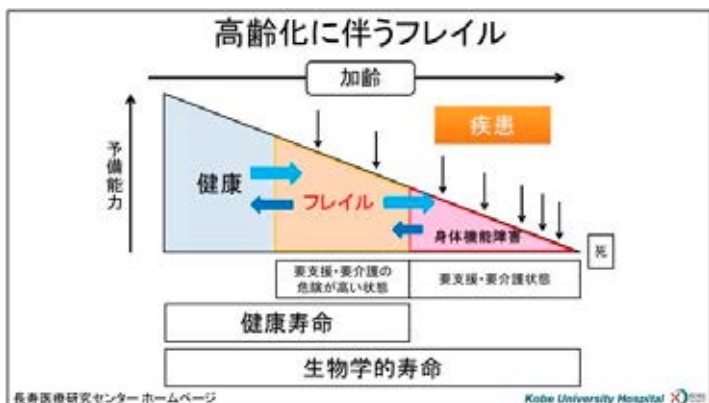 高齢化に伴うフレイル
加齢
疾患
予備能力
健康
フレイル
身体機能障害
死
要支援・要介護の
危険が高い状態
要支援・要介護状態
健康寿命
生物学的寿命
長寿医療研究センター ホームページ
Kobe University Hospital